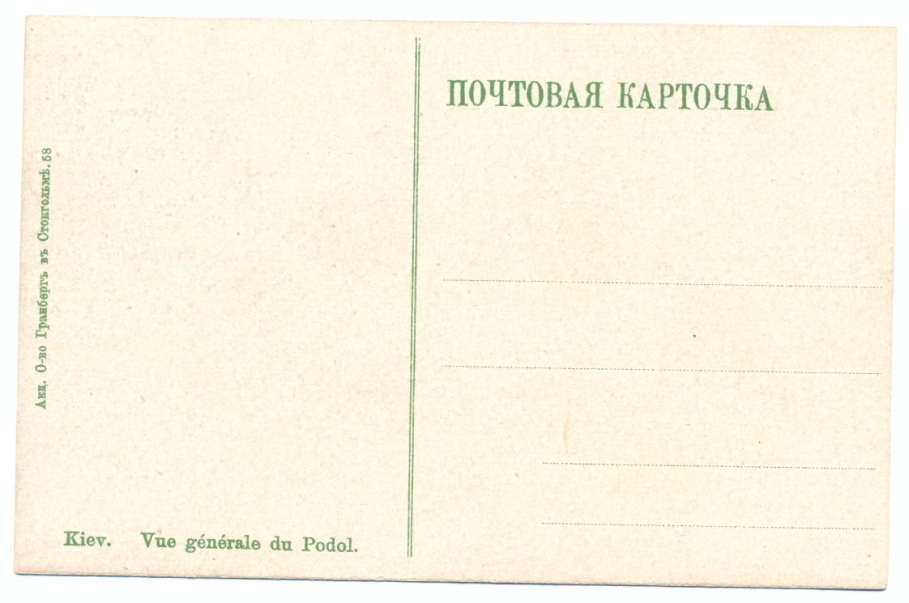 ПОЧТОВАЯ КАРТОЧКА
Акц. О-во Гранбергъ въ Стокгольмѣ. 58
Kiev. Vue générale du Podol.